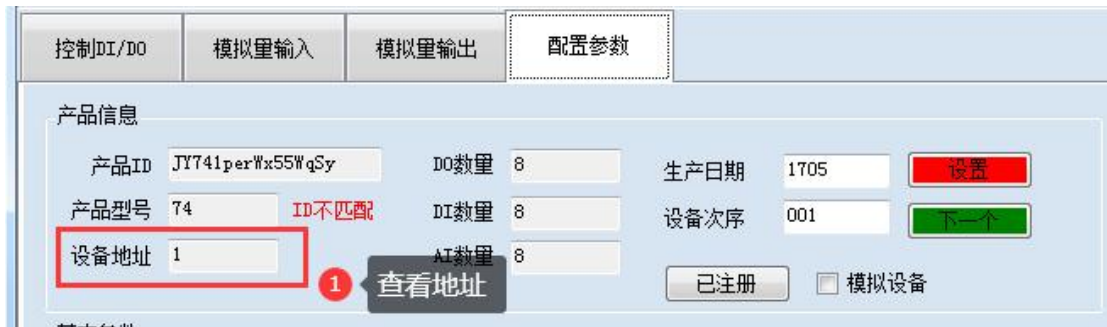 控制DI/DO 模拟量输入 模拟量输出 配置参数
产品信息
产品ID JY741perWx55WqSy DO数量 8 生产日期 1705 设置
产品型号 74 ID不匹配 DI数量 8 设备次序 001 下一个
设备地址 1 AI数量 8
1 查看地址 已注册 模拟设备